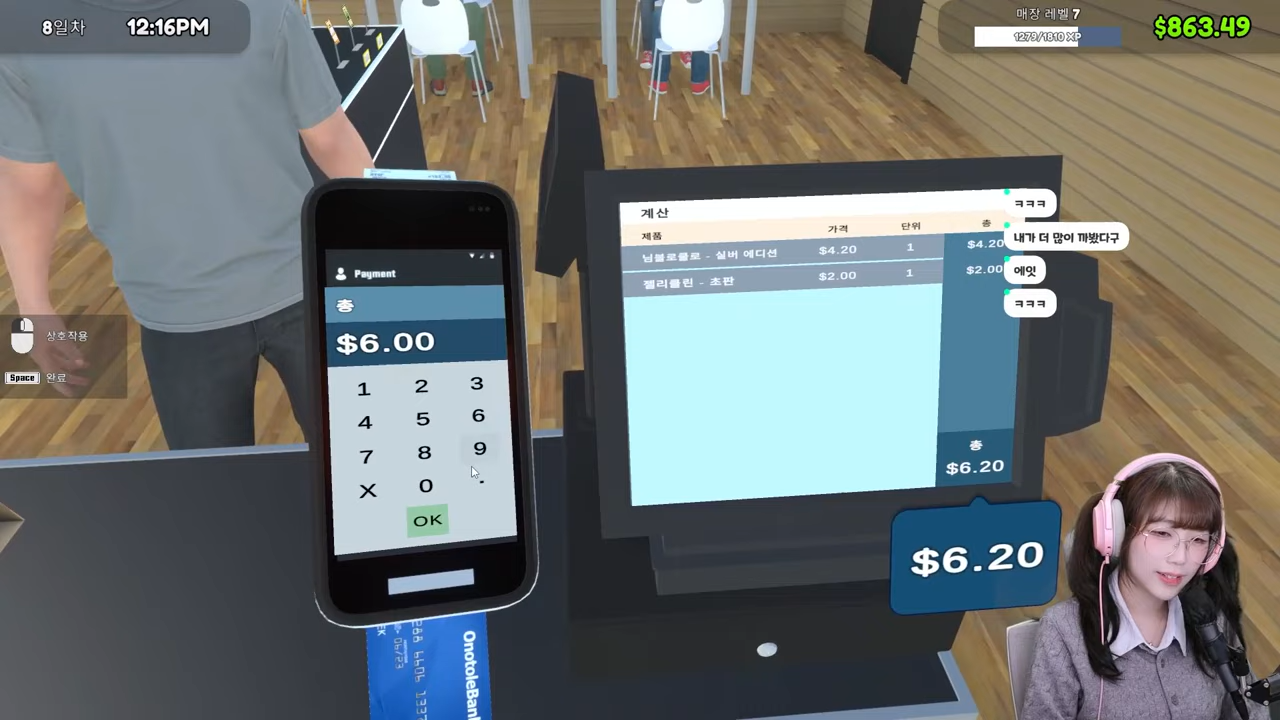 8일차
12:16PM
매장 레벨 7
1279/1810 XP
$863.49
상호작용
Space 완료
Payment
총
$6.00
1 2 3
4 5 6
7 8 9
X 0 .
OK
계산
제품 가격 단위 총
님블로클로 - 실버 에디션 $4.20 1 $4.20
젤리클린 - 초판 $2.00 1 $2.00
총
$6.20
$6.20
ㅋㅋㅋ
내가 더 많이 까봤다구
에잇
ㅋㅋㅋ
OnotoleBank